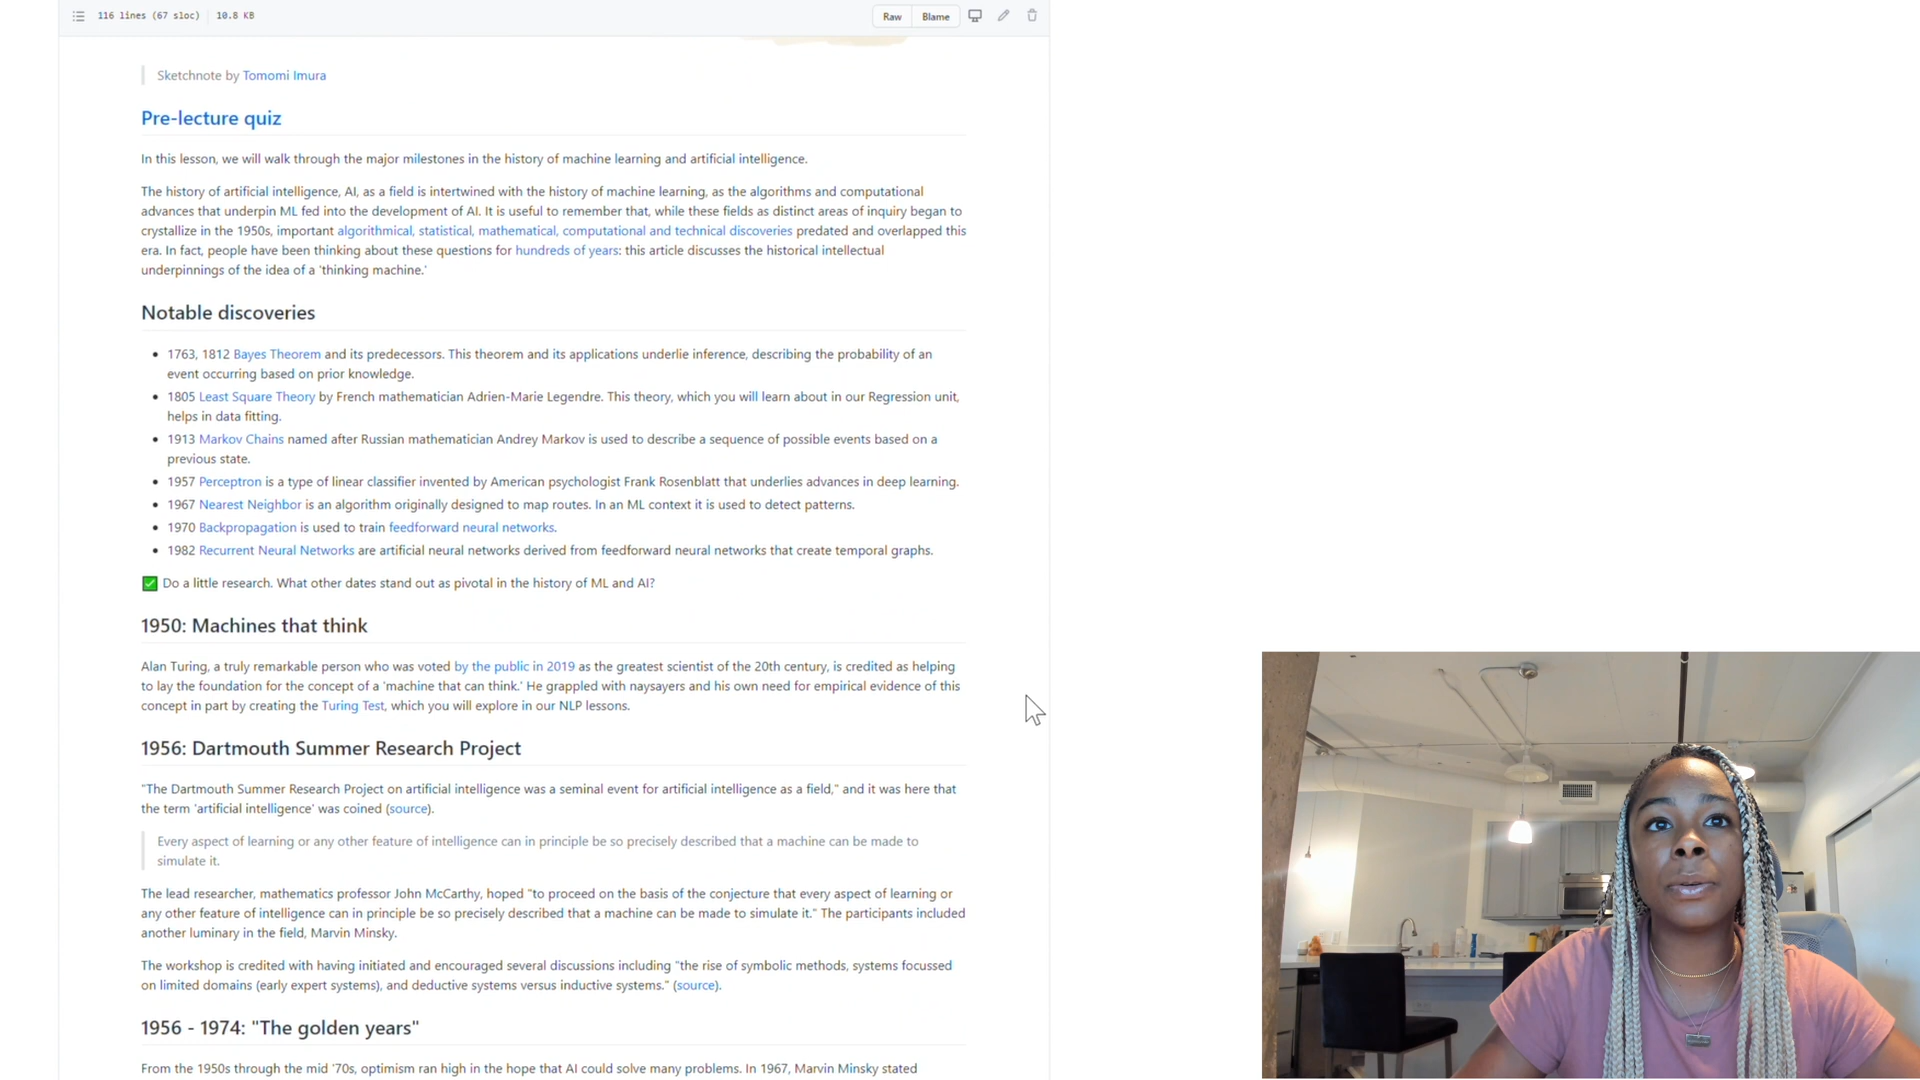 116 lines (67 sloc) 10.8 KB
Raw Blame
Sketchnote by Tomomi Imura
Pre-lecture quiz
In this lesson, we will walk through the major milestones in the history of machine learning and artificial intelligence.
The history of artificial intelligence, AI, as a field is intertwined with the history of machine learning, as the algorithms and computational
advances that underpin ML fed into the development of AI. It is useful to remember that, while these fields as distinct areas of inquiry began to
crystallize in the 1950s, important algorithmical, statistical, mathematical, computational and technical discoveries predated and overlapped this
era. In fact, people have been thinking about these questions for hundreds of years: this article discusses the historical intellectual
underpinnings of the idea of a 'thinking machine.'
Notable discoveries
• 1763, 1812 Bayes Theorem and its predecessors. This theorem and its applications underlie inference, describing the probability of an
event occurring based on prior knowledge.
• 1805 Least Square Theory by French mathematician Adrien-Marie Legendre. This theory, which you will learn about in our Regression unit,
helps in data fitting.
• 1913 Markov Chains named after Russian mathematician Andrey Markov is used to describe a sequence of possible events based on a
previous state.
• 1957 Perceptron is a type of linear classifier invented by American psychologist Frank Rosenblatt that underlies advances in deep learning.
• 1967 Nearest Neighbor is an algorithm originally designed to map routes. In an ML context it is used to detect patterns.
• 1970 Backpropagation is used to train feedforward neural networks.
• 1982 Recurrent Neural Networks are artificial neural networks derived from feedforward neural networks that create temporal graphs.
✅ Do a little research. What other dates stand out as pivotal in the history of ML and AI?
1950: Machines that think
Alan Turing, a truly remarkable person who was voted by the public in 2019 as the greatest scientist of the 20th century, is credited as helping
to lay the foundation for the concept of a 'machine that can think.' He grappled with naysayers and his own need for empirical evidence of this
concept in part by creating the Turing Test, which you will explore in our NLP lessons.
1956: Dartmouth Summer Research Project
"The Dartmouth Summer Research Project on artificial intelligence was a seminal event for artificial intelligence as a field," and it was here that
the term 'artificial intelligence' was coined (source).
Every aspect of learning or any other feature of intelligence can in principle be so precisely described that a machine can be made to
simulate it.
The lead researcher, mathematics professor John McCarthy, hoped "to proceed on the basis of the conjecture that every aspect of learning or
any other feature of intelligence can in principle be so precisely described that a machine can be made to simulate it." The participants included
another luminary in the field, Marvin Minsky.
The workshop is credited with having initiated and encouraged several discussions including "the rise of symbolic methods, systems focussed
on limited domains (early expert systems), and deductive systems versus inductive systems." (source).
1956 - 1974: "The golden years"
From the 1950s through the mid '70s, optimism ran high in the hope that AI could solve many problems. In 1967, Marvin Minsky stated